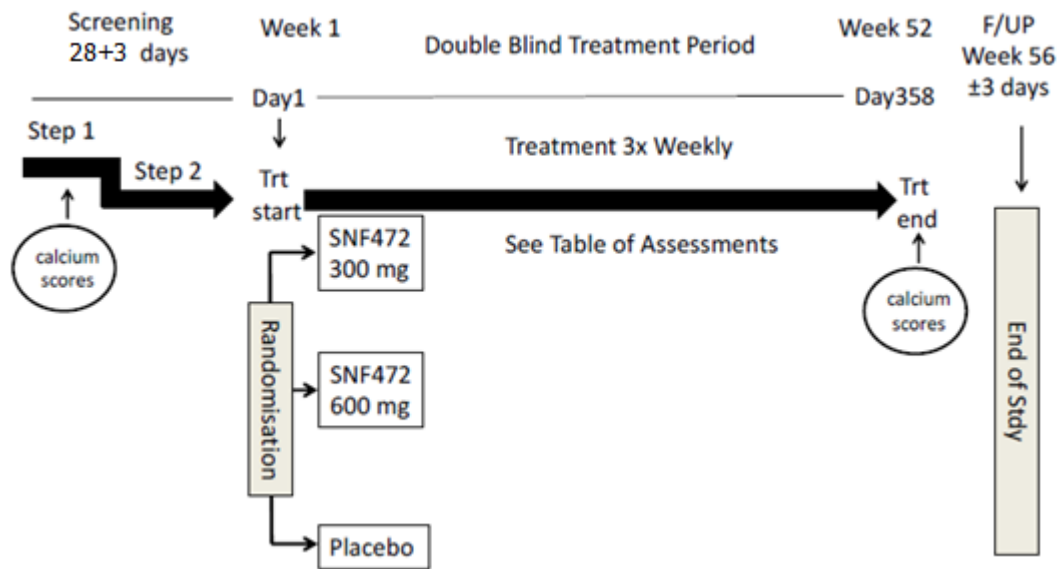 Screening
28+3 days
Week 1
Double Blind Treatment Period
Week 52
F/UP
Week 56
±3 days
Day1
Day358
Step 1
Step 2
Treatment 3x Weekly
Trt
start
Trt
end
calcium
scores
SNF472
300 mg
See Table of Assessments
calcium
scores
Randomisation
SNF472
600 mg
Placebo
End of Stdy